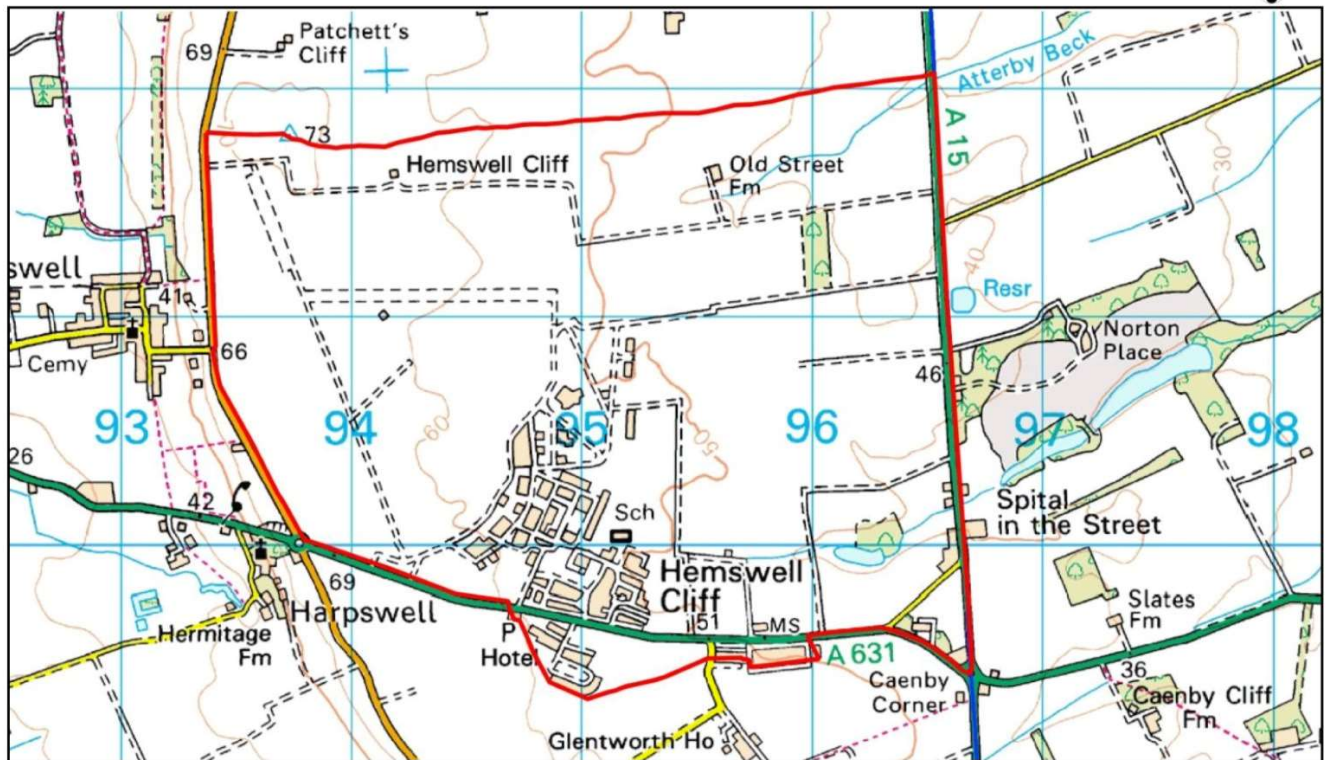 Patchett's
Cliff
69
Atterby Beck
73
70
A 15
Hemswell Cliff
Old Street
Fm
30
swell
41
40
Resr
Norton
Place
66
Cemy
46
93
94
95
96
97
98
60
50
26
42
Sch
Spital
in the Street
Hemswell
Cliff
69
Harpswell
51
MS
Slates
Fm
Hermitage
Fm
P
Hotel
A 631
36
Caenby
Corner
Caenby Cliff
Fm
Glentworth Ho